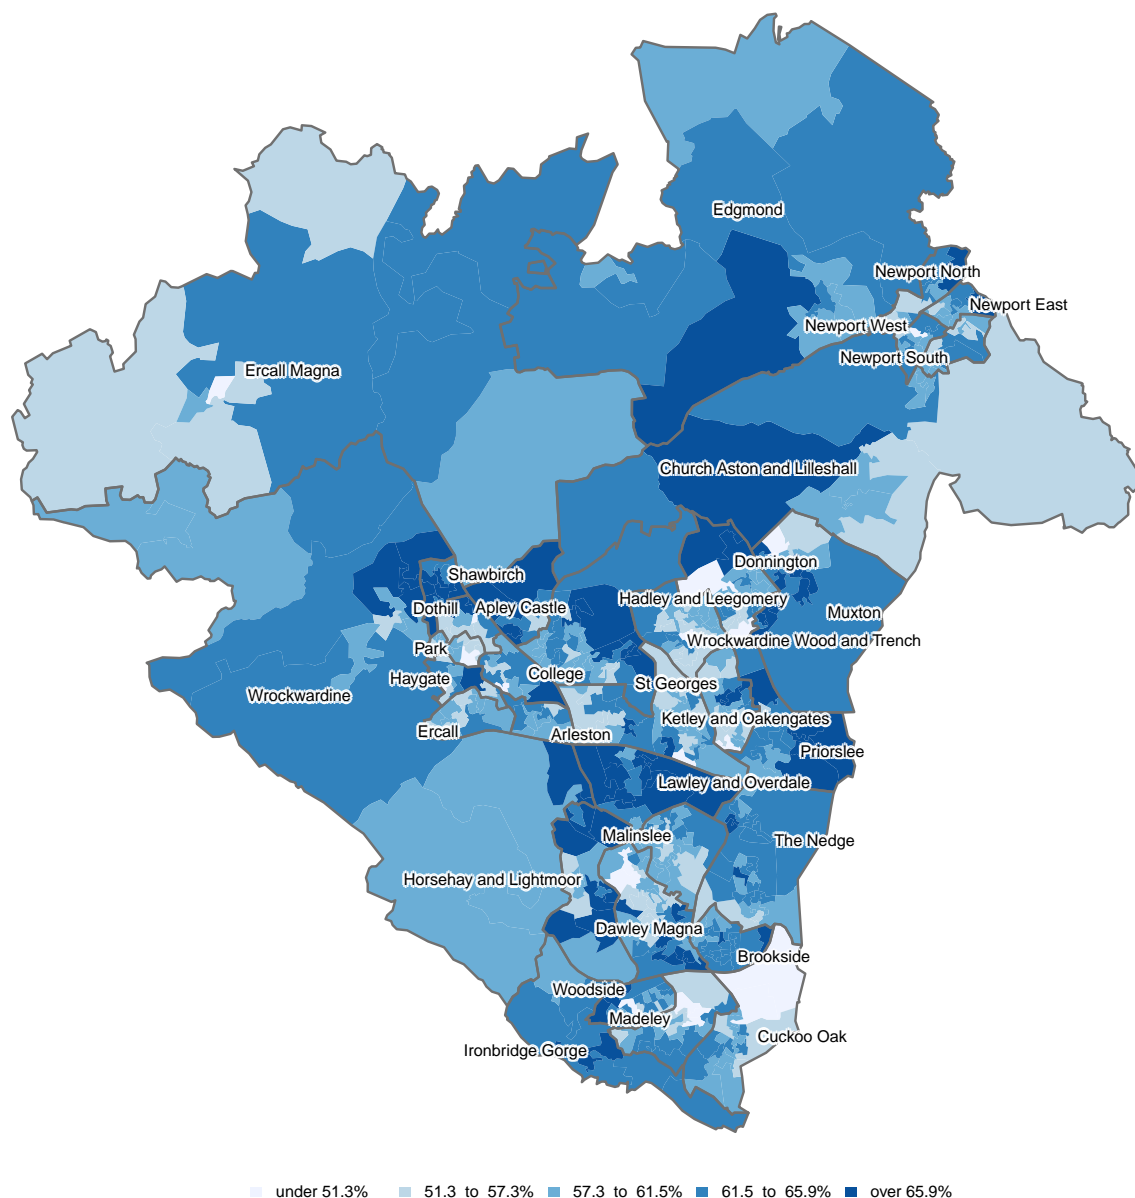 Edgmond
Newport North
Newport East
Newport West
Newport South
Ercall Magna
Church Aston and Lilleshall
Donnington
Shawbirch
Hadley and Leegomery
Dothill
Apley Castle
Muxton
Wrockwardine Wood and Trench
Park
College
Haygate
St Georges
Wrockwardine
Ketley and Oakengates
Ercall
Arleston
Priorslee
Lawley and Overdale
Malinslee
The Nedge
Horsehay and Lightmoor
Dawley Magna
Brookside
Woodside
Madeley
Cuckoo Oak
Ironbridge Gorge
under 51.3% 51.3 to 57.3% 57.3 to 61.5% 61.5 to 65.9% over 65.9%